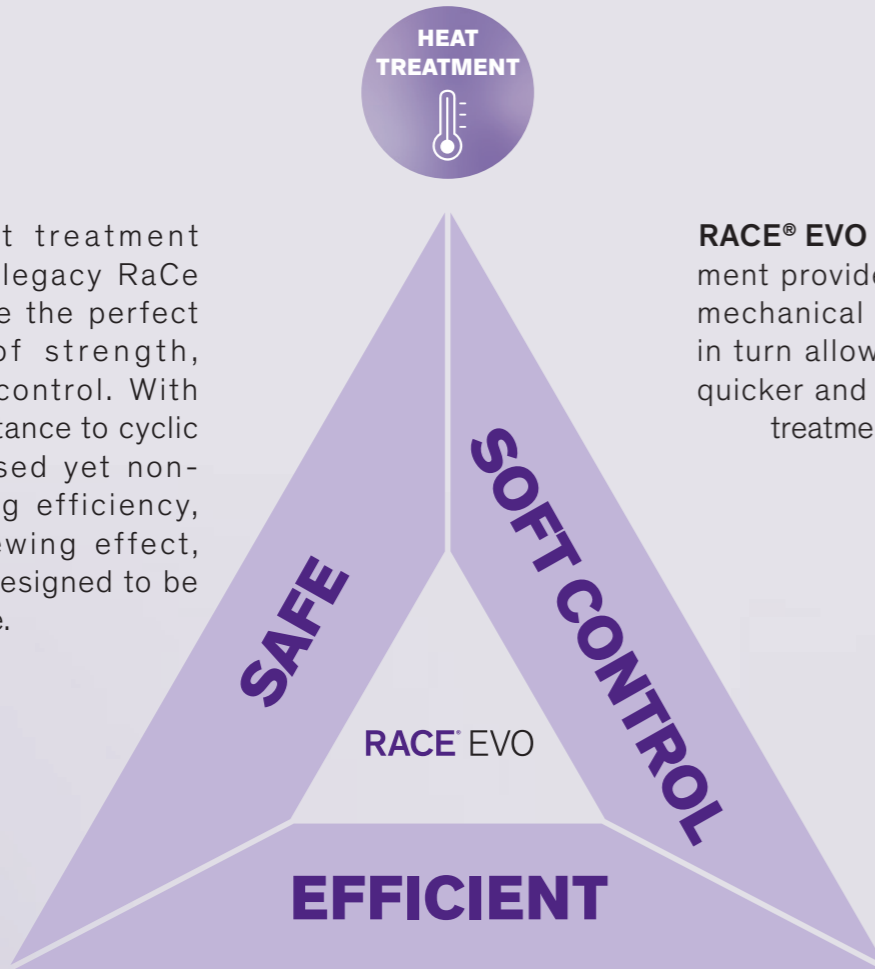 HEAT
TREATMENT
t treatment
legacy RaCe
e the perfect
of strength,
control. With
tance to cyclic
sed yet non-
g efficiency,
ewing effect,
esigned to be
e.
RACE® EVO
ment provide
mechanical
in turn allow
quicker and
treatme
SAFE
SOFT CONTROL
RACE® EVO
EFFICIENT